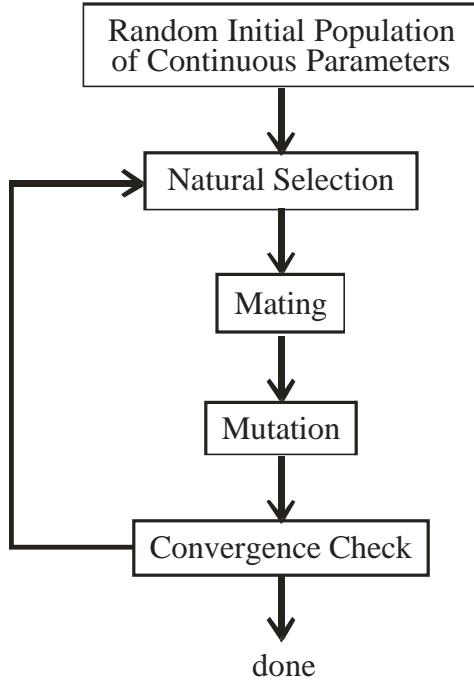 Random Initial Population
of Continuous Parameters
Natural Selection
Mating
Mutation
Convergence Check
done